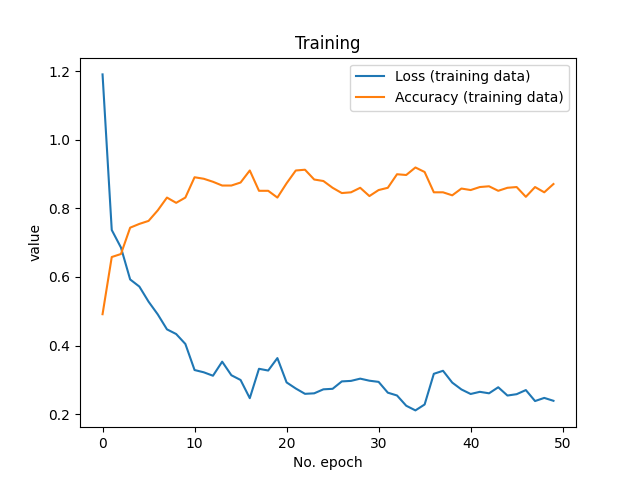 Training
Loss (training data)
Accuracy (training data)
value
1.2
1.0
0.8
0.6
0.4
0.2
0 10 20 30 40 50
No. epoch